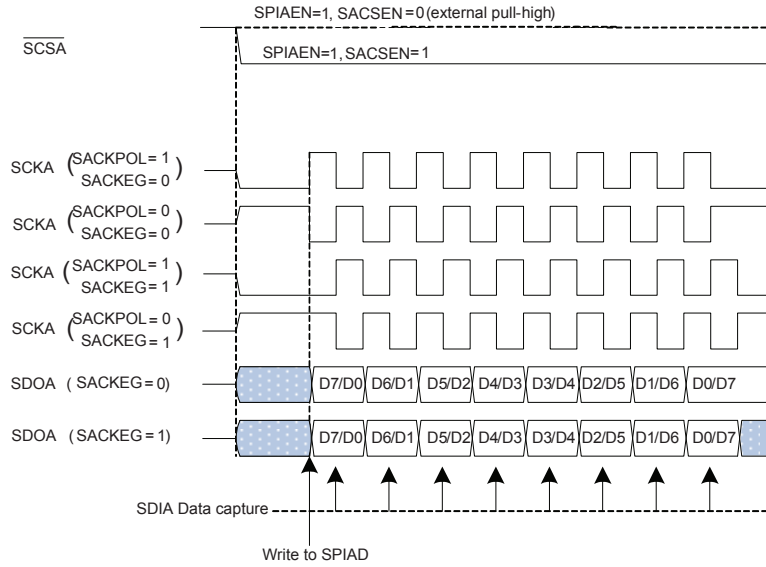 SPIAEN=1, SACSEN=0 (external pull-high)
SCSA
SPIAEN=1, SACSEN=1
SCKA (SACKPOL=1 SACKEG=0)
SCKA (SACKPOL=0 SACKEG=0)
SCKA (SACKPOL=1 SACKEG=1)
SCKA (SACKPOL=0 SACKEG=1)
SDOA (SACKEG=0) D7/D0 D6/D1 D5/D2 D4/D3 D3/D4 D2/D5 D1/D6 D0/D7
SDOA (SACKEG=1) D7/D0 D6/D1 D5/D2 D4/D3 D3/D4 D2/D5 D1/D6 D0/D7
SDIA Data capture
Write to SPIAD